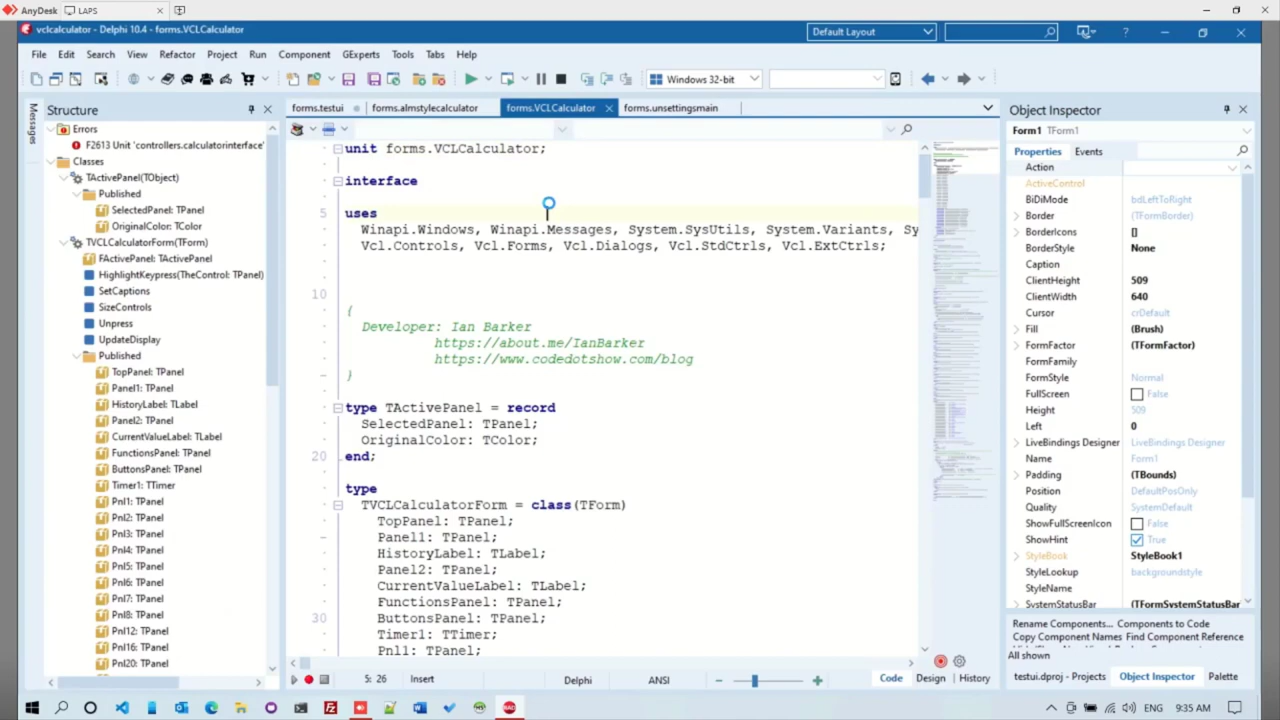 AnyDesk LAPS
vclcalculator - Delphi 10.4 - forms.VCLCalculator
Default Layout
File Edit Search View Refactor Project Run Component GExperts Tools Tabs Help
Windows 32-bit
Messages
Structure
Errors
F2613 Unit 'controllers.calculatorinterface'
Classes
TActivePanel(TObject)
Published
SelectedPanel: TPanel
OriginalColor: TColor
TVCLCalculatorForm(TForm)
FActivePanel: TActivePanel
HighlightKeypress(TheControl: TPanel)
SetCaptions
SizeControls
Unpress
UpdateDisplay
Published
TopPanel: TPanel
Panel1: TPanel
HistoryLabel: TLabel
Panel2: TPanel
CurrentValueLabel: TLabel
FunctionsPanel: TPanel
ButtonsPanel: TPanel
Timer1: TTimer
Pnl1: TPanel
Pnl2: TPanel
Pnl3: TPanel
Pnl4: TPanel
Pnl5: TPanel
Pnl6: TPanel
Pnl7: TPanel
Pnl8: TPanel
Pnl12: TPanel
Pnl16: TPanel
Pnl20: TPanel
forms.testui forms.almstylecalculator forms.VCLCalculator forms.unsettingsmain
unit forms.VCLCalculator;
interface
5 uses
Winapi.Windows, Winapi.Messages, System.SysUtils, System.Variants, Sy
Vcl.Controls, Vcl.Forms, Vcl.Dialogs, Vcl.StdCtrls, Vcl.ExtCtrls;
10
{
Developer: Ian Barker
https://about.me/IanBarker
https://www.codedotshow.com/blog
}
type TActivePanel = record
SelectedPanel: TPanel;
OriginalColor: TColor;
20 end;
type
TVCLCalculatorForm = class(TForm)
TopPanel: TPanel;
Panel1: TPanel;
HistoryLabel: TLabel;
Panel2: TPanel;
CurrentValueLabel: TLabel;
FunctionsPanel: TPanel;
30 ButtonsPanel: TPanel;
Timer1: TTimer;
Pnl1: TPanel;
5: 26 Insert Delphi ANSI Code Design History
Object Inspector
Form1 TForm1
Properties Events
Action
ActiveControl
BiDiMode bdLeftToRight
Border (TFormBorder)
BorderIcons []
BorderStyle None
Caption
ClientHeight 509
ClientWidth 640
Cursor crDefault
Fill (Brush)
FormFactor (TFormFactor)
FormFamily
FormStyle Normal
FullScreen False
Height 509
Left 0
LiveBindings Designer LiveBindings Designer
Name Form1
Padding (TBounds)
Position DefaultPosOnly
Quality SystemDefault
ShowFullScreenIcon False
ShowHint True
StyleBook StyleBook1
StyleLookup backgroundstyle
StyleName
SystemStatusBar (TFormSystemStatusBar
Rename Components... Components to Code
Copy Component Names Find Component Reference
All shown
testui.dproj - Projects Object Inspector Palette
ENG 9:35 AM